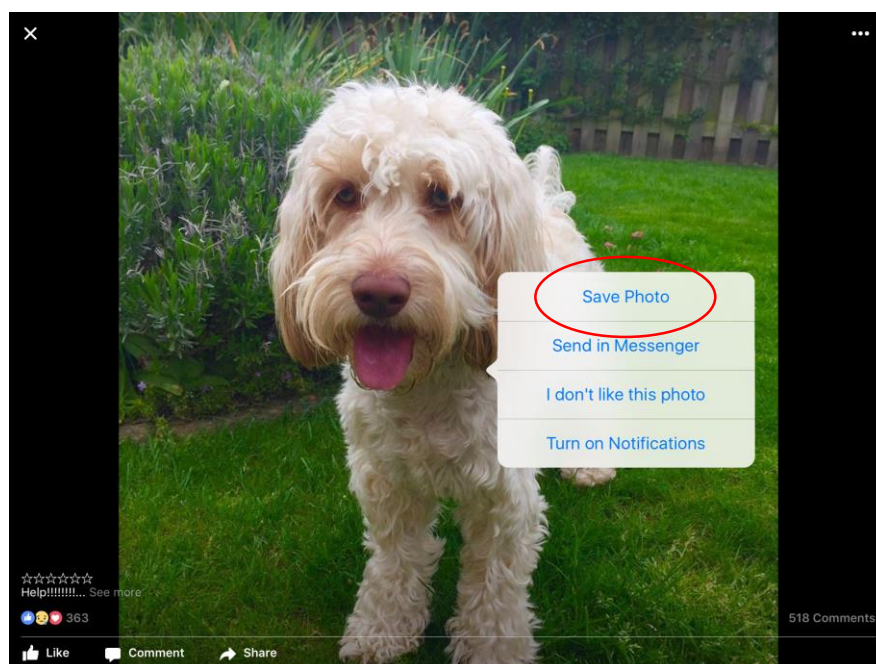 Save Photo
Send in Messenger
I don't like this photo
Turn on Notifications
☆☆☆☆☆☆
Help!!!!!!!!... See more
363
518 Comments
Like Comment Share